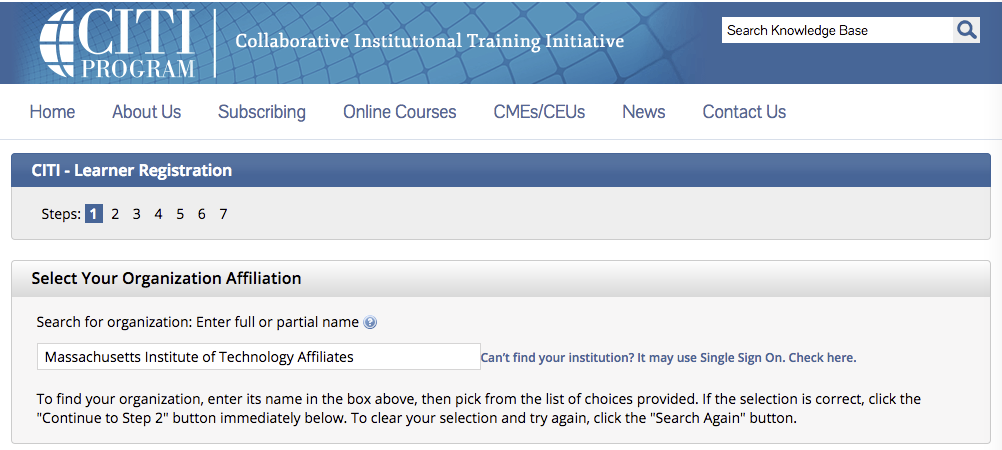 CITI
PROGRAM
Collaborative Institutional Training Initiative
Search Knowledge Base
Home About Us Subscribing Online Courses CMEs/CEUs News Contact Us
CITI - Learner Registration
Steps: 1 2 3 4 5 6 7
Select Your Organization Affiliation
Search for organization: Enter full or partial name ?
Massachusetts Institute of Technology Affiliates
Can't find your institution? It may use Single Sign On. Check here.
To find your organization, enter its name in the box above, then pick from the list of choices provided. If the selection is correct, click the
"Continue to Step 2" button immediately below. To clear your selection and try again, click the "Search Again" button.